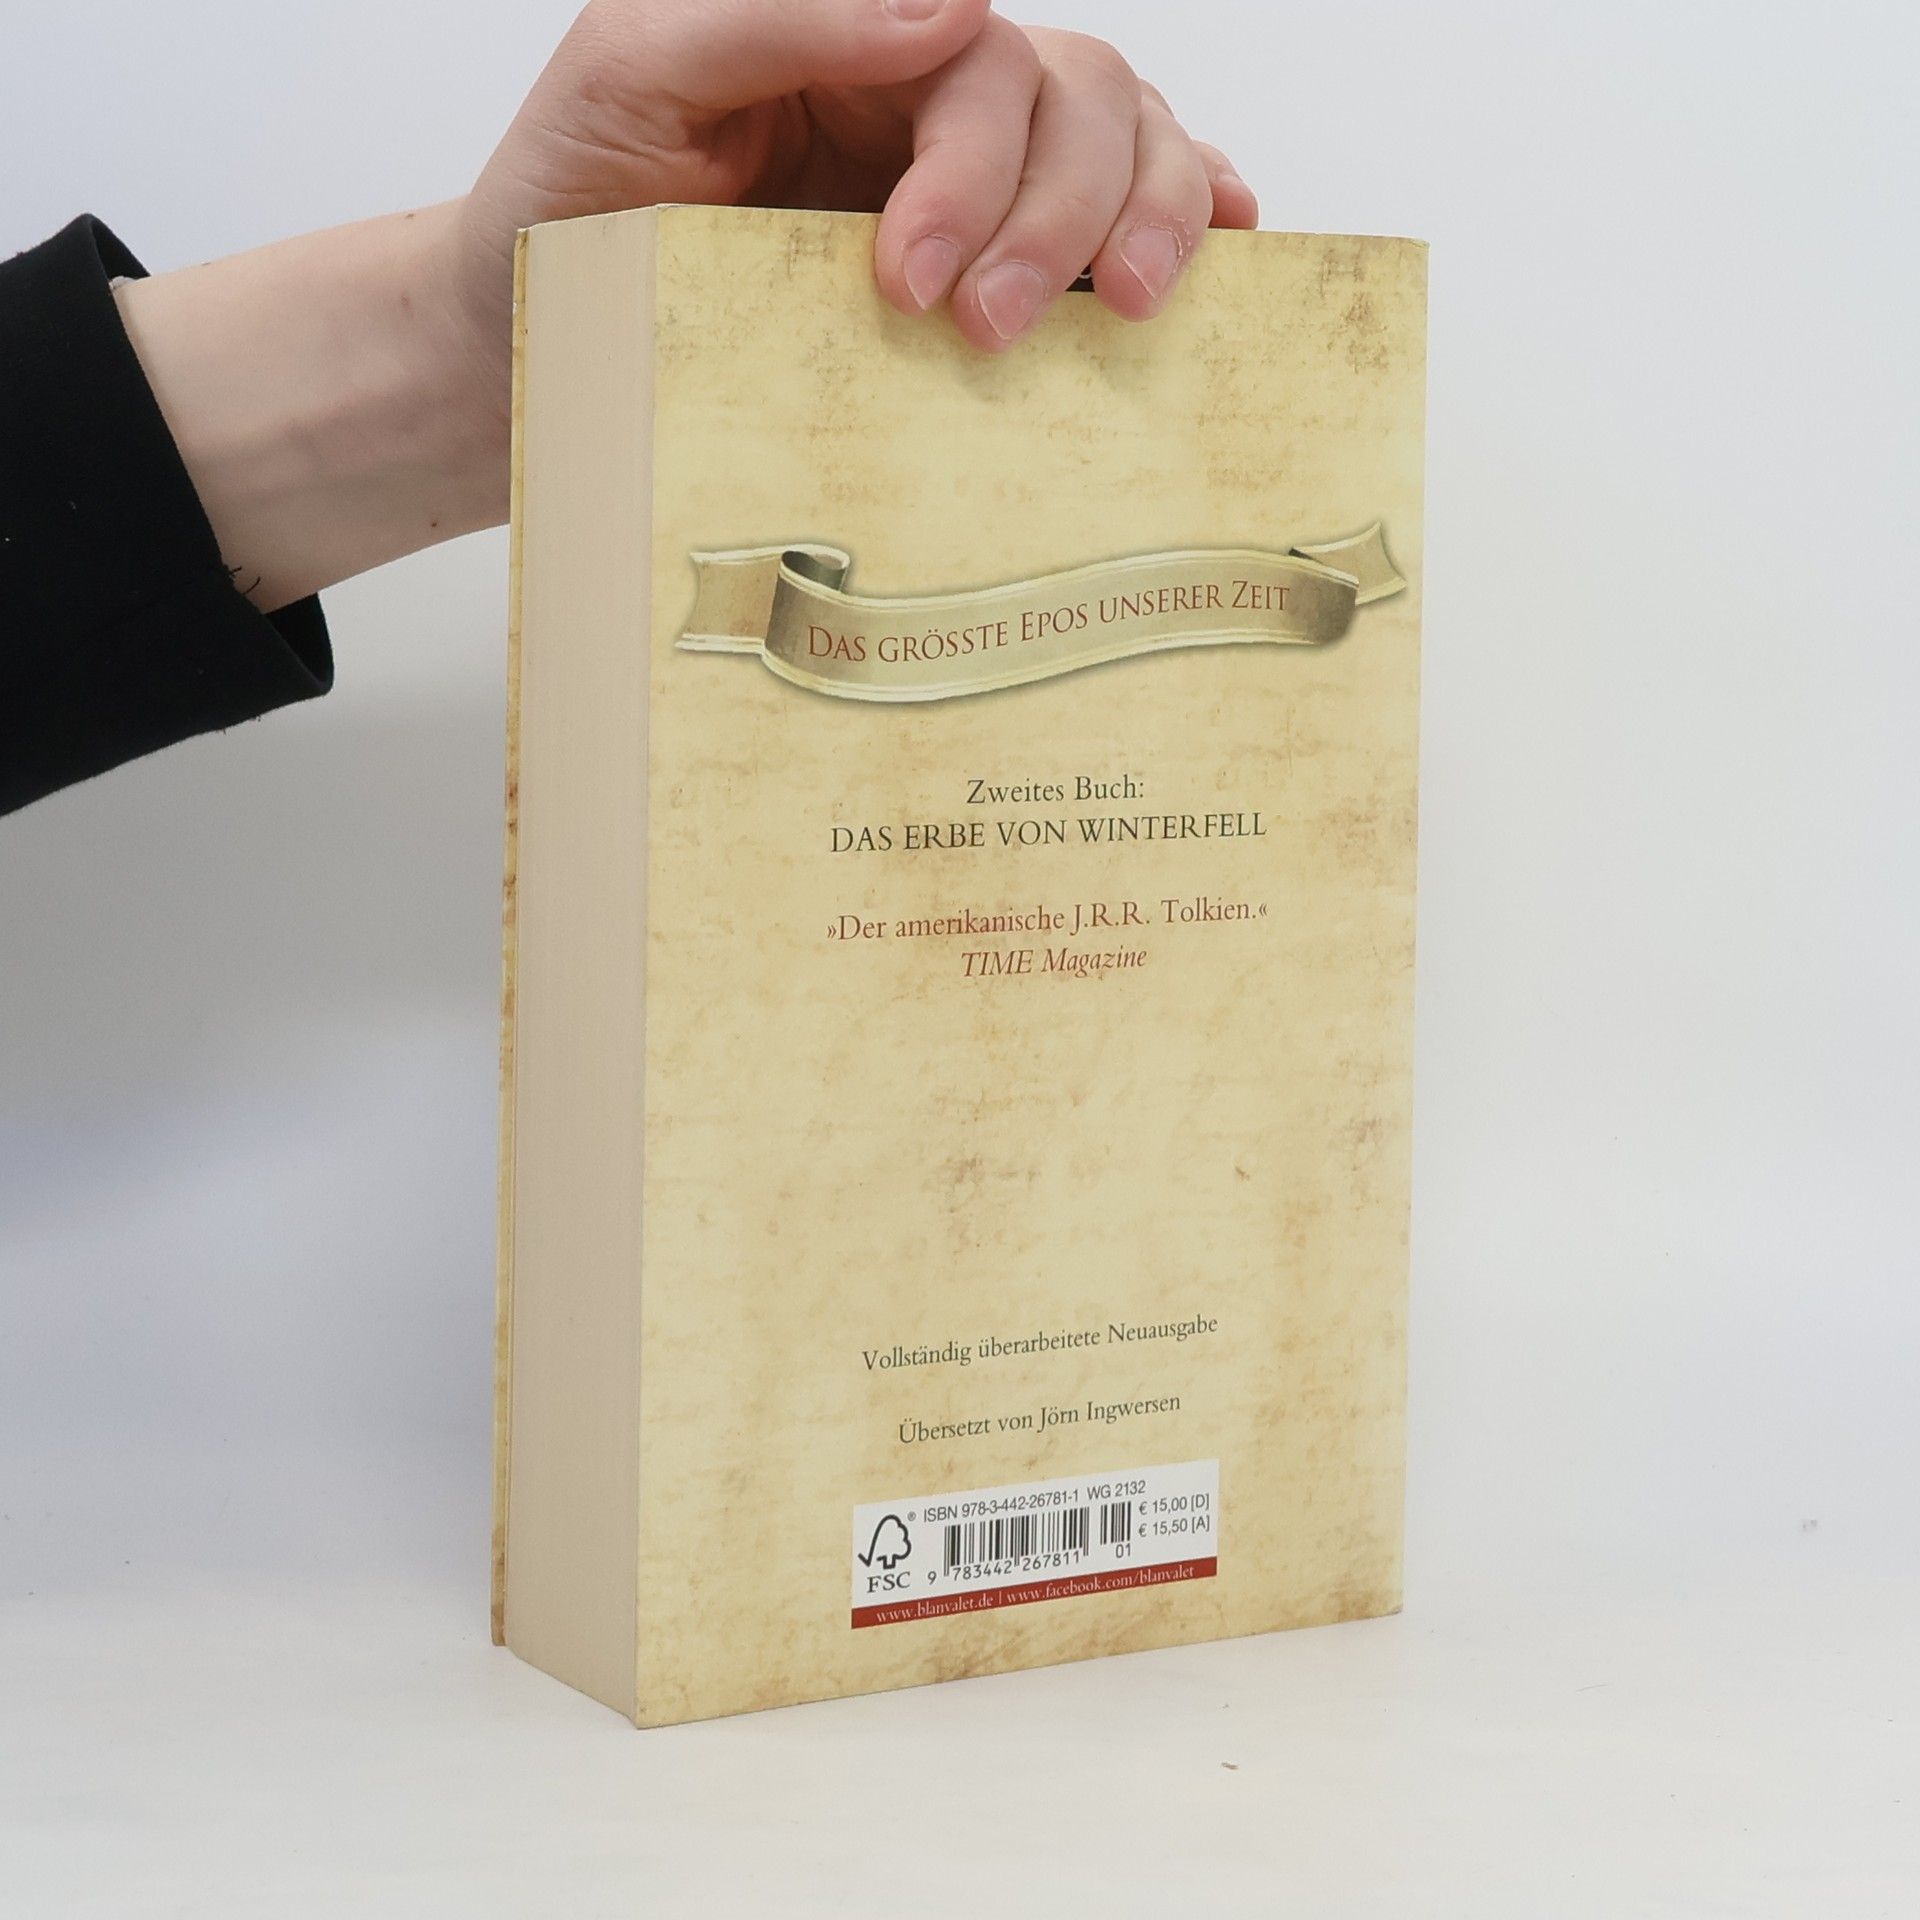 DAS GRÖSSTE EPOS UNSERER ZEIT
Zweites Buch:
DAS ERBE VON WINTERFELL
»Der amerikanische J.R.R. Tolkien.«
TIME Magazine
Vollständig überarbeitete Neuausgabe
Übersetzt von Jörn Ingwersen
ISBN 978-3-442-26781-1 WG 2132
€ 15,00 [D]
€ 15,50 [A]
® FSC
9 783442 267811 01
www.blanvalet.de | www.facebook.com/blanvalet